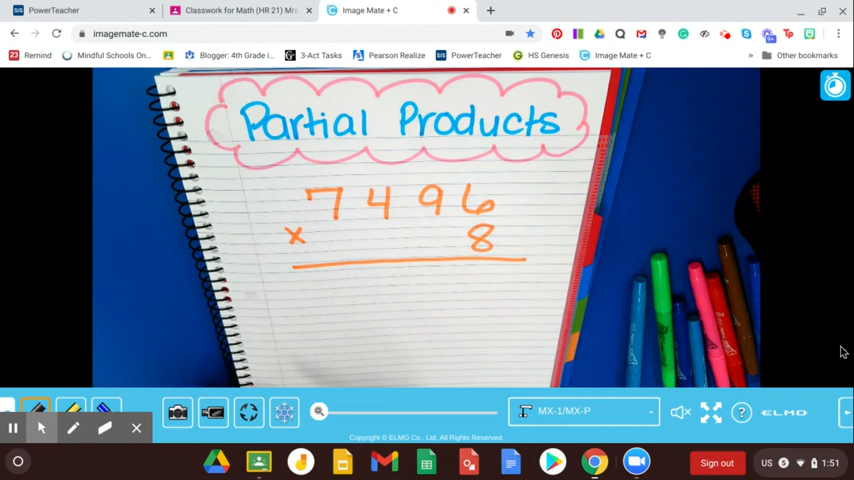 PowerTeacher
Classwork for Math (HR 21) Mrs.
Image Mate + C
imagemate-c.com
Remind
Mindful Schools On...
Blogger: 4th Grade i...
3-Act Tasks
Pearson Realize
PowerTeacher
HS Genesis
Image Mate + C
Other bookmarks
Partial Products
7496
× 8
MX-1/MX-P
ELMO
Copyright © ELMO Co., Ltd. All Rights Reserved.
Sign out
US
1:51